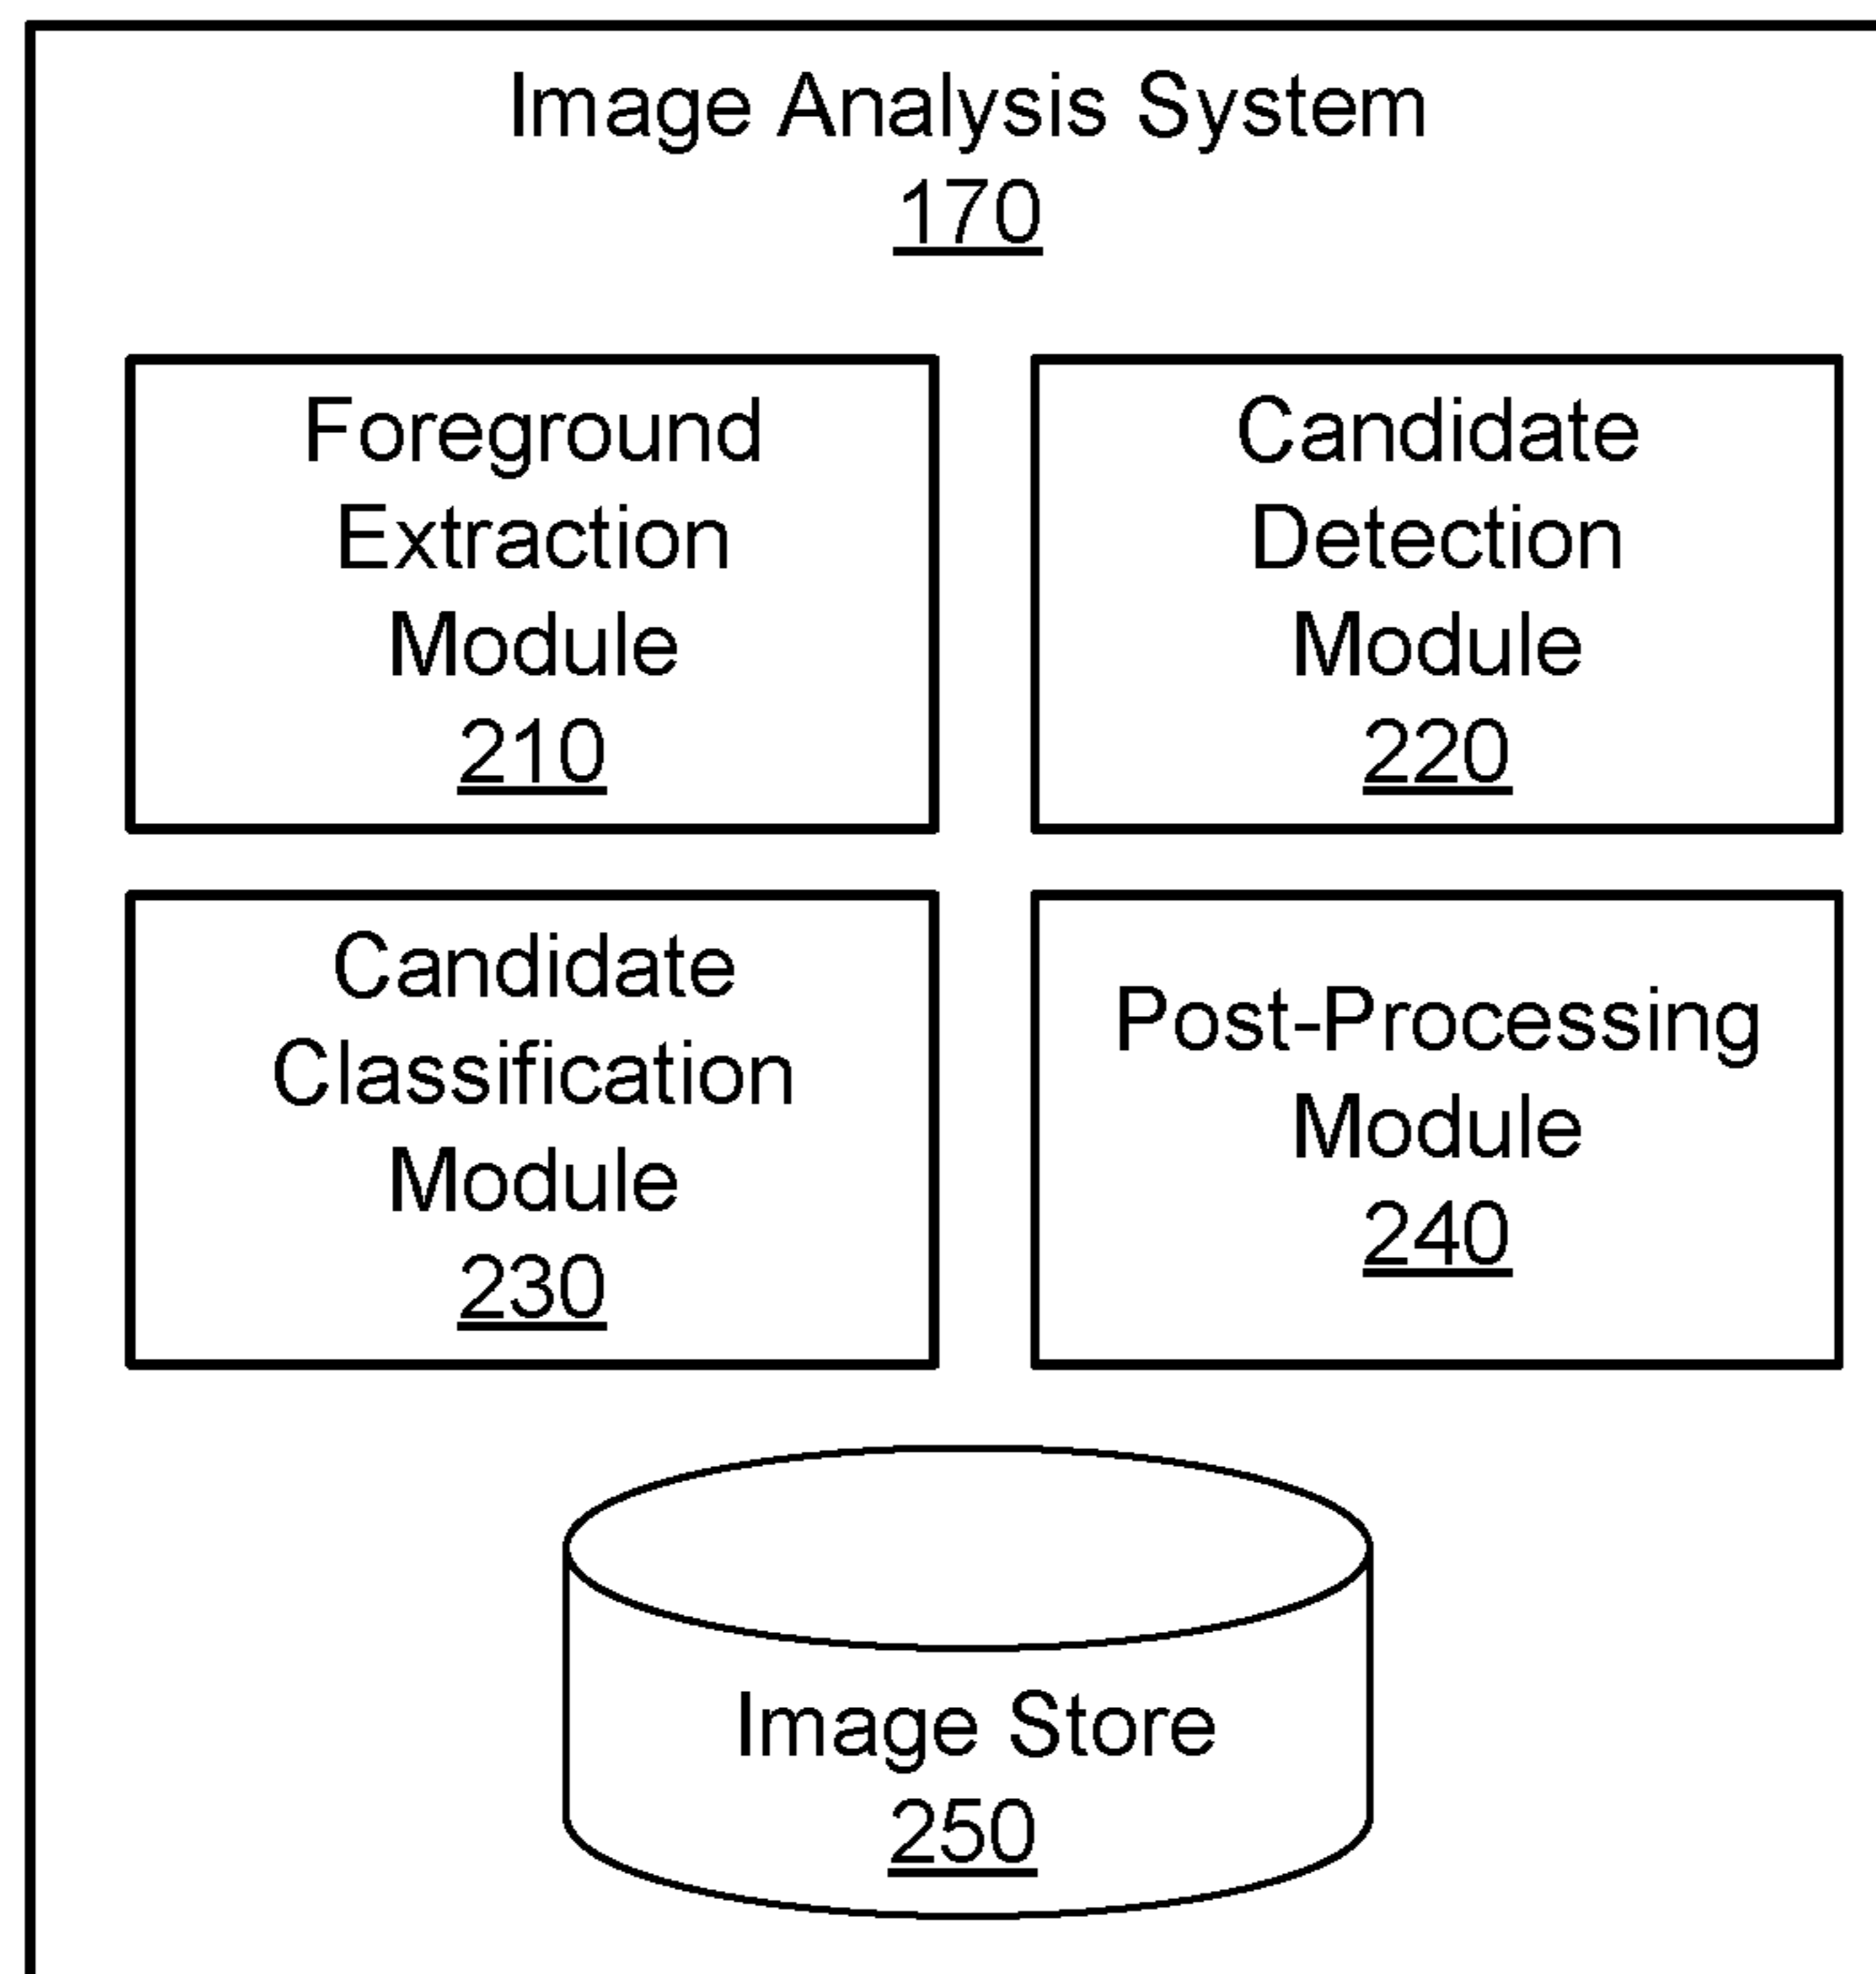 Image Analysis System
170
Foreground
Extraction
Module
210
Candidate
Detection
Module
220
Candidate
Classification
Module
230
Post-Processing
Module
240
Image Store
250